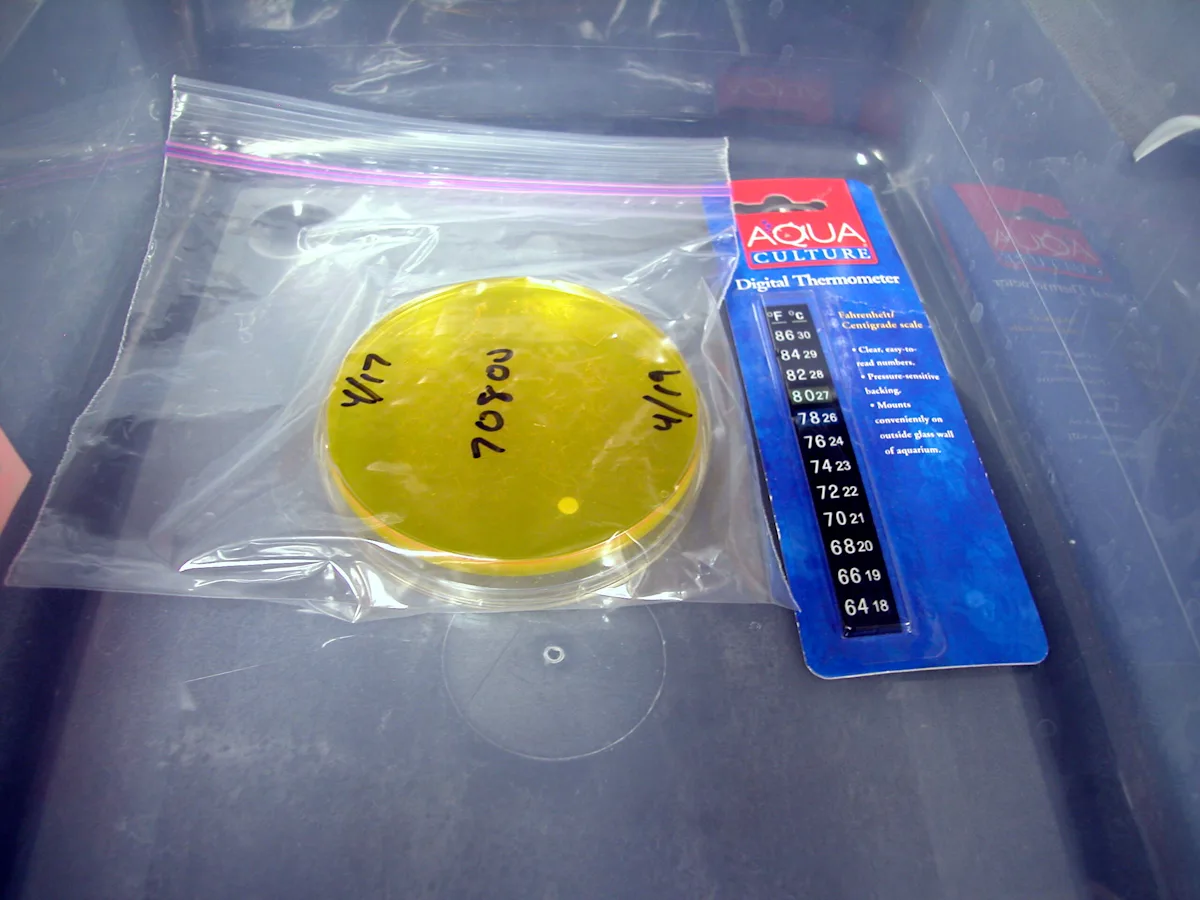 4/17
70800
4/19
AQUA
CULTURE
Digital Thermometer
°F °C
86 30
84 29
82 28
80 27
78 26
76 24
74 23
72 22
70 21
68 20
66 19
64 18
Fahrenheit/
Centigrade scale
• Clear, easy-to-
read numbers.
• Pressure-sensitive
backing.
• Mounts
conveniently on
outside glass wall
of aquarium.